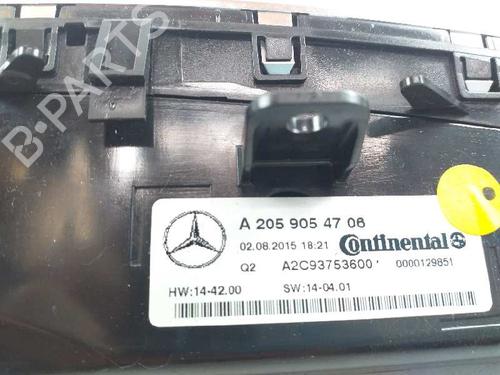 B-PARTS
A 205 905 47 06
02.08.2015 18:21 Continental
Q2 A2C93753600 0000129851
HW:14-42.00 SW:14-04.01